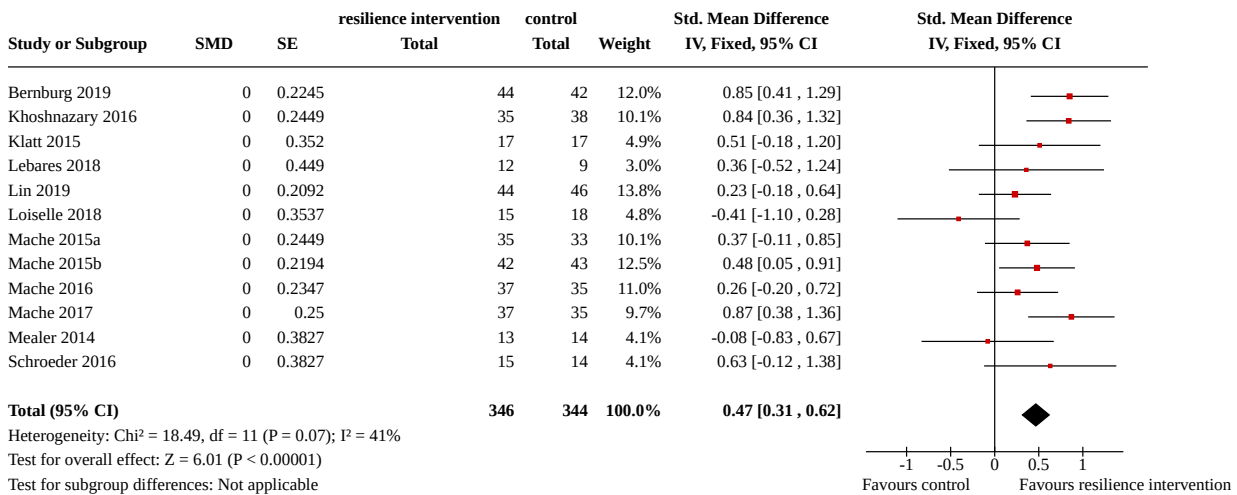 resilience intervention control Std. Mean Difference Std. Mean Difference
Study or Subgroup SMD SE Total Total Weight IV, Fixed, 95% CI IV, Fixed, 95% CI
Bernburg 2019 0 0.2245 44 42 12.0% 0.85 [0.41 , 1.29]
Khoshnazary 2016 0 0.2449 35 38 10.1% 0.84 [0.36 , 1.32]
Klatt 2015 0 0.352 17 17 4.9% 0.51 [-0.18 , 1.20]
Lebares 2018 0 0.449 12 9 3.0% 0.36 [-0.52 , 1.24]
Lin 2019 0 0.2092 44 46 13.8% 0.23 [-0.18 , 0.64]
Loiselle 2018 0 0.3537 15 18 4.8% -0.41 [-1.10 , 0.28]
Mache 2015a 0 0.2449 35 33 10.1% 0.37 [-0.11 , 0.85]
Mache 2015b 0 0.2194 42 43 12.5% 0.48 [0.05 , 0.91]
Mache 2016 0 0.2347 37 35 11.0% 0.26 [-0.20 , 0.72]
Mache 2017 0 0.25 37 35 9.7% 0.87 [0.38 , 1.36]
Mealer 2014 0 0.3827 13 14 4.1% -0.08 [-0.83 , 0.67]
Schroeder 2016 0 0.3827 15 14 4.1% 0.63 [-0.12 , 1.38]
Total (95% CI) 346 344 100.0% 0.47 [0.31 , 0.62]
Heterogeneity: Chi² = 18.49, df = 11 (P = 0.07); I² = 41%
Test for overall effect: Z = 6.01 (P < 0.00001)
-1 -0.5 0 0.5 1
Test for subgroup differences: Not applicable Favours control Favours resilience intervention